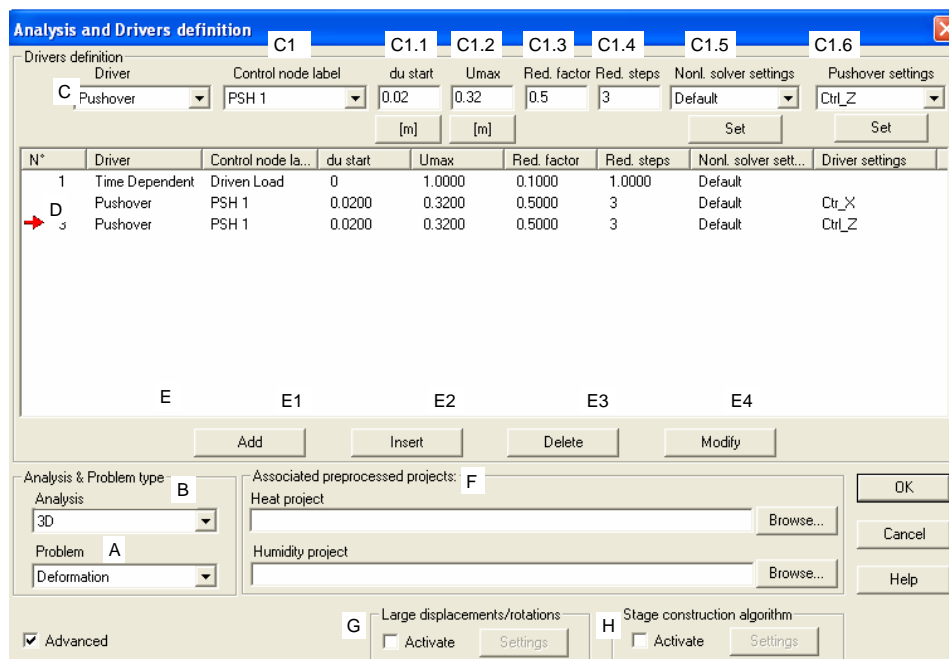 Analysis and Drivers definition
C1 C1.1 C1.2 C1.3 C1.4 C1.5 C1.6
Drivers definition
Driver Control node label du start Umax Red. factor Red. steps Nonl. solver settings Pushover settings
C Pushover PSH 1 0.02 0.32 0.5 3 Default Ctrl_Z
[m] [m] Set Set
N° Driver Control node la... du start Umax Red. factor Red. steps Nonl. solver sett... Driver settings
1 Time Dependent Driven Load 0 1.0000 0.1000 1.0000 Default
D Pushover PSH 1 0.0200 0.3200 0.5000 3 Default Ctr_X
3 Pushover PSH 1 0.0200 0.3200 0.5000 3 Default Ctrl_Z
E E1 E2 E3 E4
Add Insert Delete Modify
Analysis & Problem type Associated preprocessed projects: F
B OK
Analysis Heat project
3D Browse...
Cancel
Problem A Humidity project
Deformation Browse... Help
G Large displacements/rotations H Stage construction algorithm
Advanced Activate Settings Activate Settings